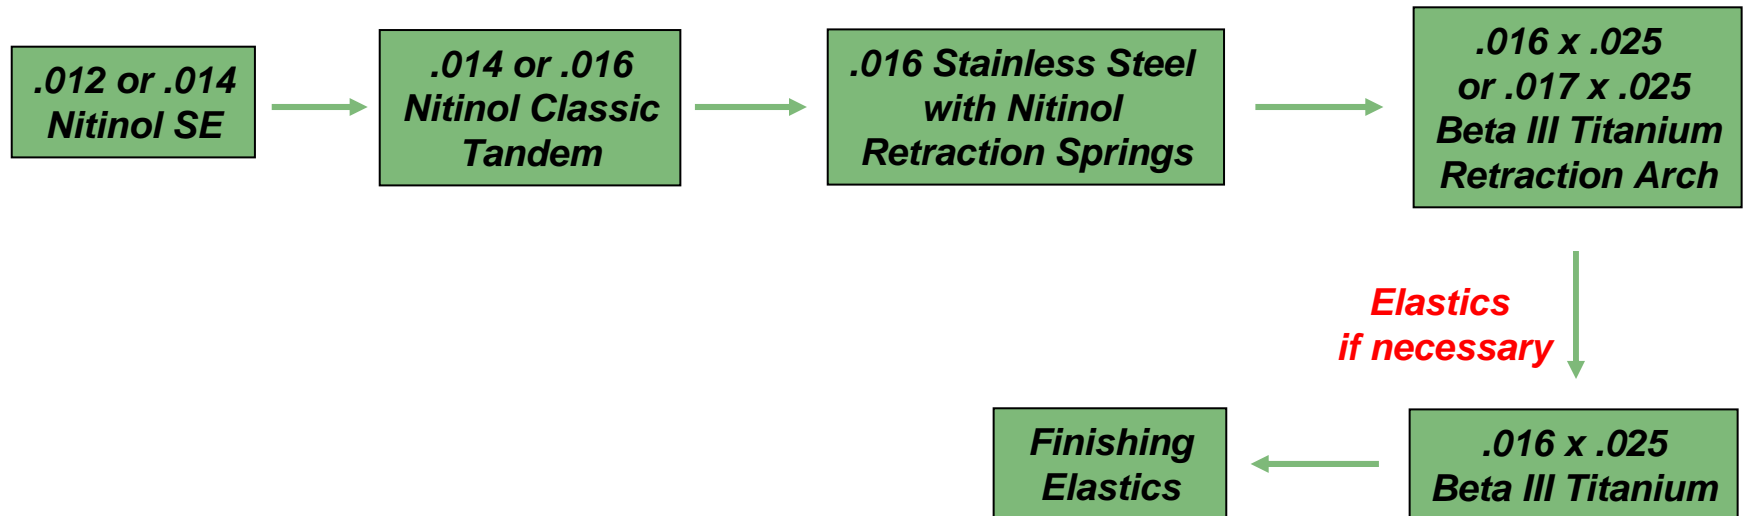 .012 or .014
Nitinol SE
.014 or .016
Nitinol Classic
Tandem
.016 Stainless Steel
with Nitinol
Retraction Springs
.016 x .025
or .017 x .025
Beta III Titanium
Retraction Arch
Elastics
if necessary
.016 x .025
Beta III Titanium
Finishing
Elastics